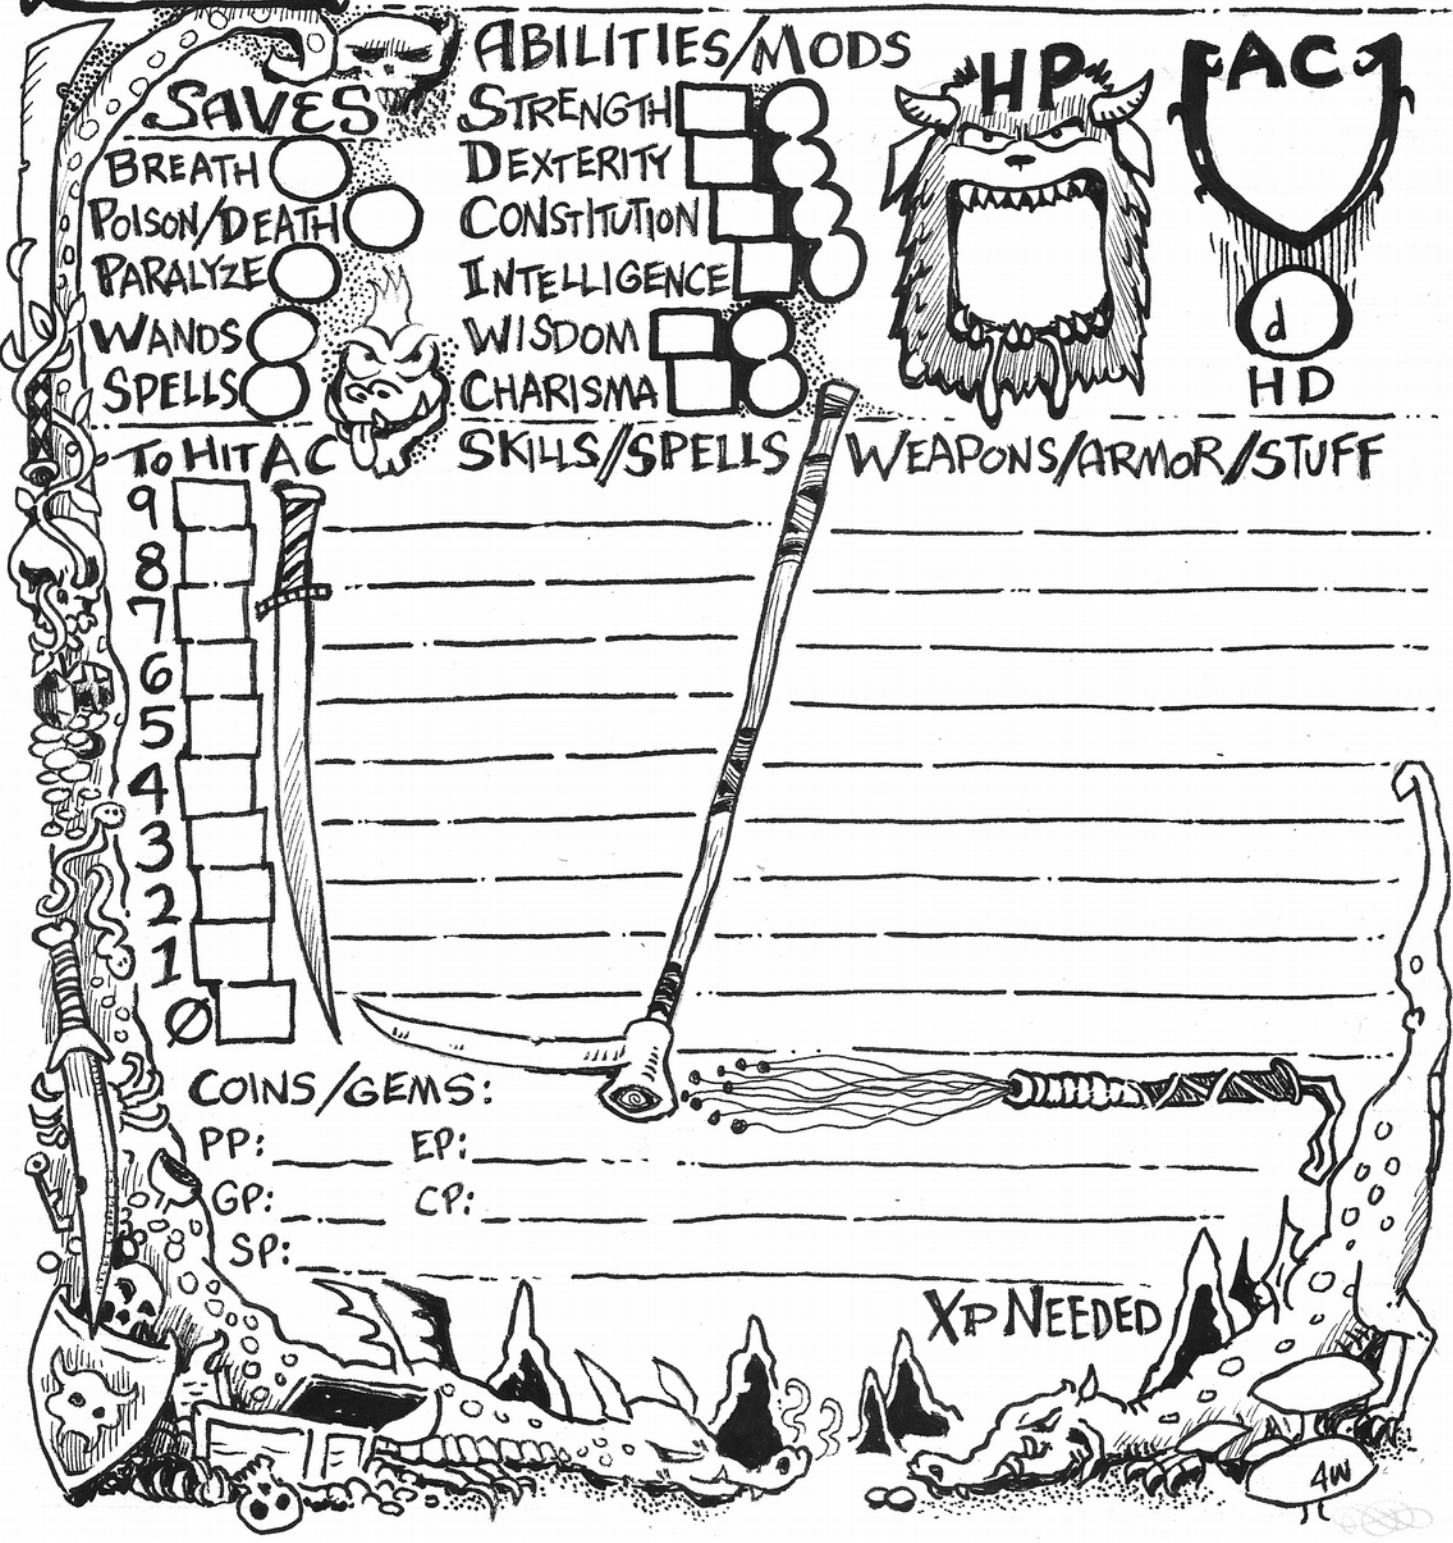 ABILITIES/MODS
HP
AC
SAVES
STRENGTH
BREATH
DEXTERITY
POISON/DEATH
CONSTITUTION
PARALYZE
INTELLIGENCE
WANDS
WISDOM
d
SPELLS
CHARISMA
HD
TO HIT AC
SKILLS//SPELLS
WEAPONS/ARMOR/STUFF
9
8
7
6
5
4
3
2
1
Ø
COINS/GEMS:
PP: EP:
GP: CP:
SP:
XP NEEDED
4W